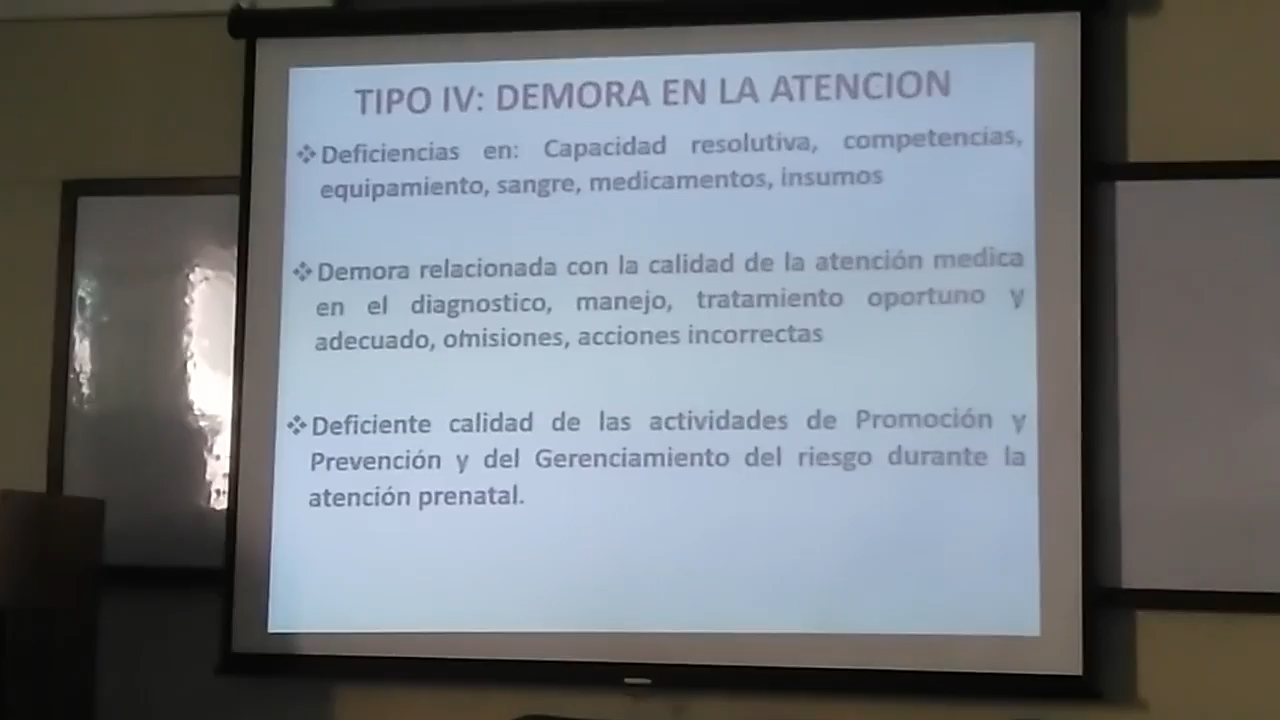 TIPO IV: DEMORA EN LA ATENCION
❖Deficiencias en: Capacidad resolutiva, competencias,
equipamiento, sangre, medicamentos, insumos
❖Demora relacionada con la calidad de la atención medica
en el diagnostico, manejo, tratamiento oportuno y
adecuado, omisiones, acciones incorrectas
❖Deficiente calidad de las actividades de Promoción y
Prevención y del Gerenciamiento del riesgo durante la
atención prenatal.